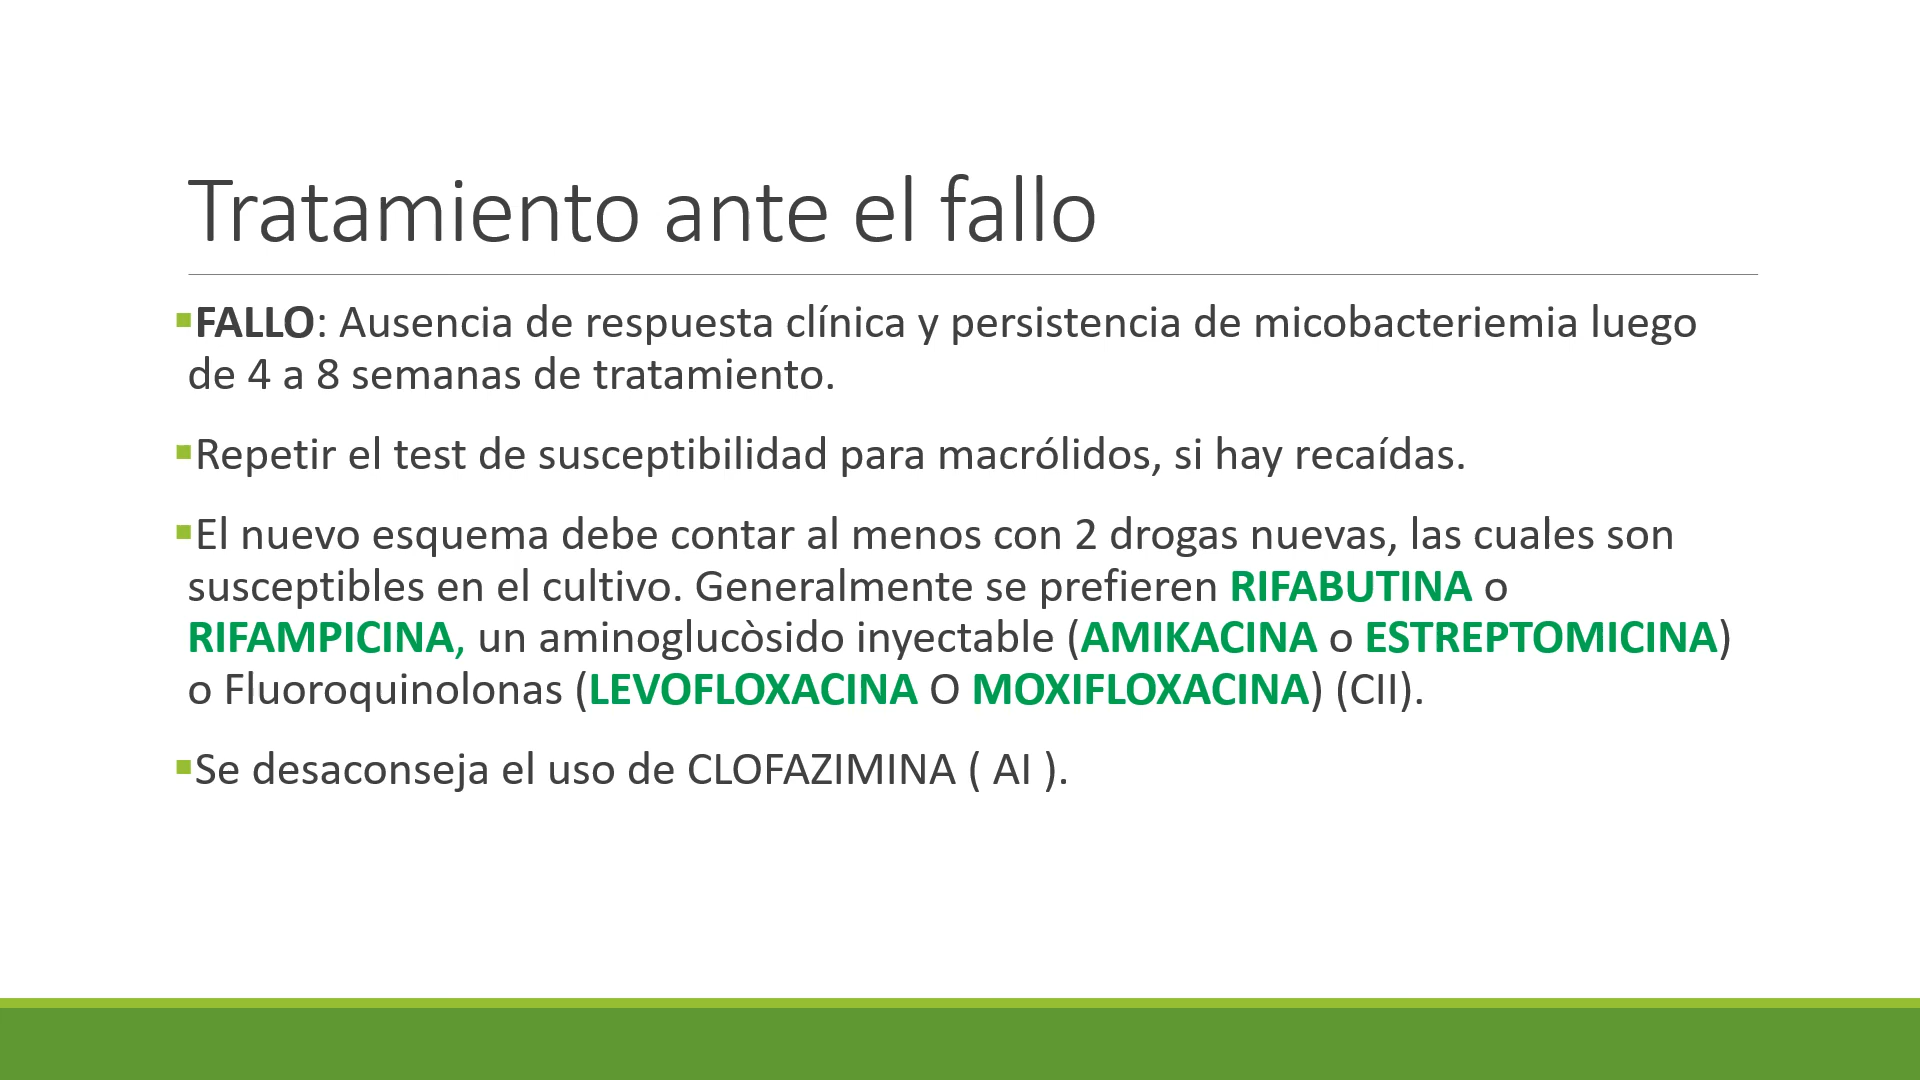 Tratamiento ante el fallo
▪FALLO: Ausencia de respuesta clínica y persistencia de micobacteriemia luego
de 4 a 8 semanas de tratamiento.
▪Repetir el test de susceptibilidad para macrólidos, si hay recaídas.
▪El nuevo esquema debe contar al menos con 2 drogas nuevas, las cuales son
susceptibles en el cultivo. Generalmente se prefieren RIFABUTINA o
RIFAMPICINA, un aminoglucòsido inyectable (AMIKACINA o ESTREPTOMICINA)
o Fluoroquinolonas (LEVOFLOXACINA O MOXIFLOXACINA) (CII).
▪Se desaconseja el uso de CLOFAZIMINA ( AI ).